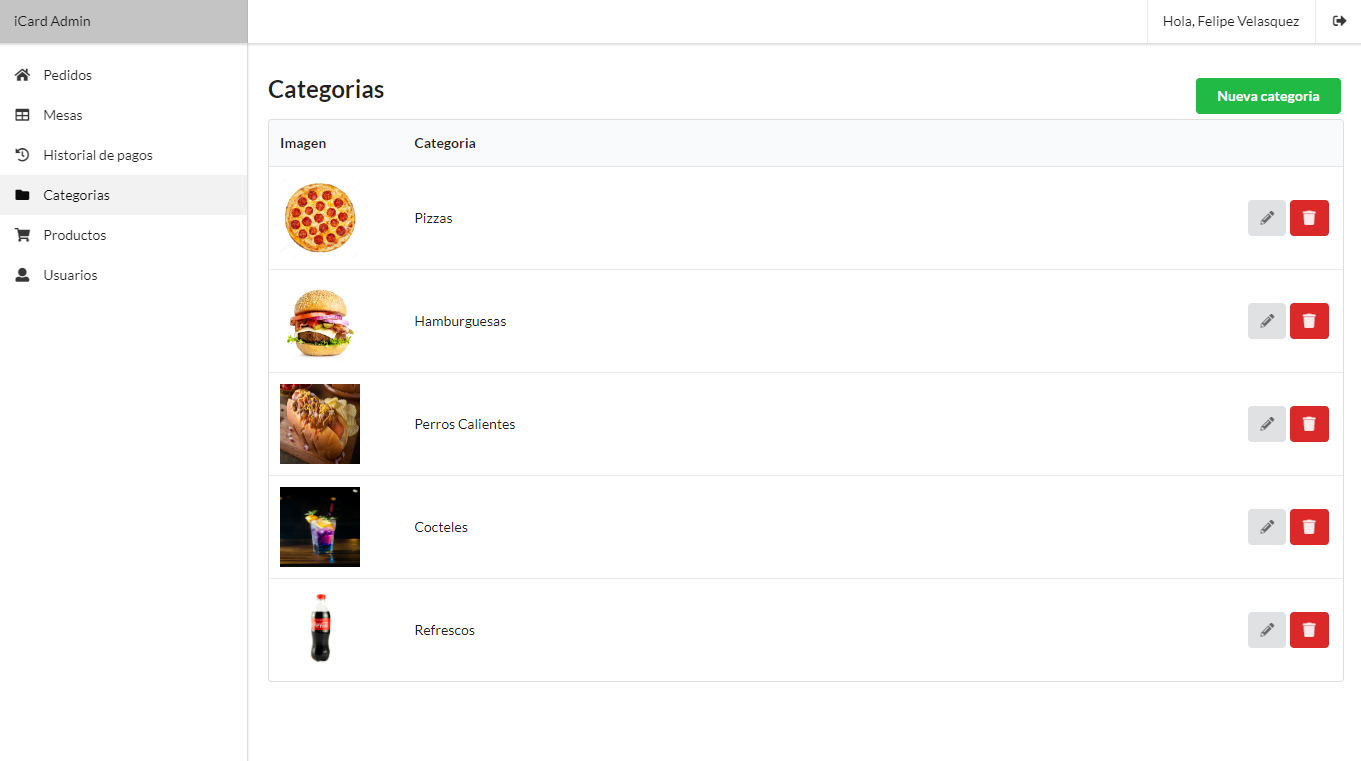 iCard Admin
Hola, Felipe Velasquez
Pedidos
Mesas
Historial de pagos
Categorias
Productos
Usuarios
Categorias
Nueva categoria
Imagen
Categoria
Pizzas
Hamburguesas
Perros Calientes
Cocteles
Refrescos